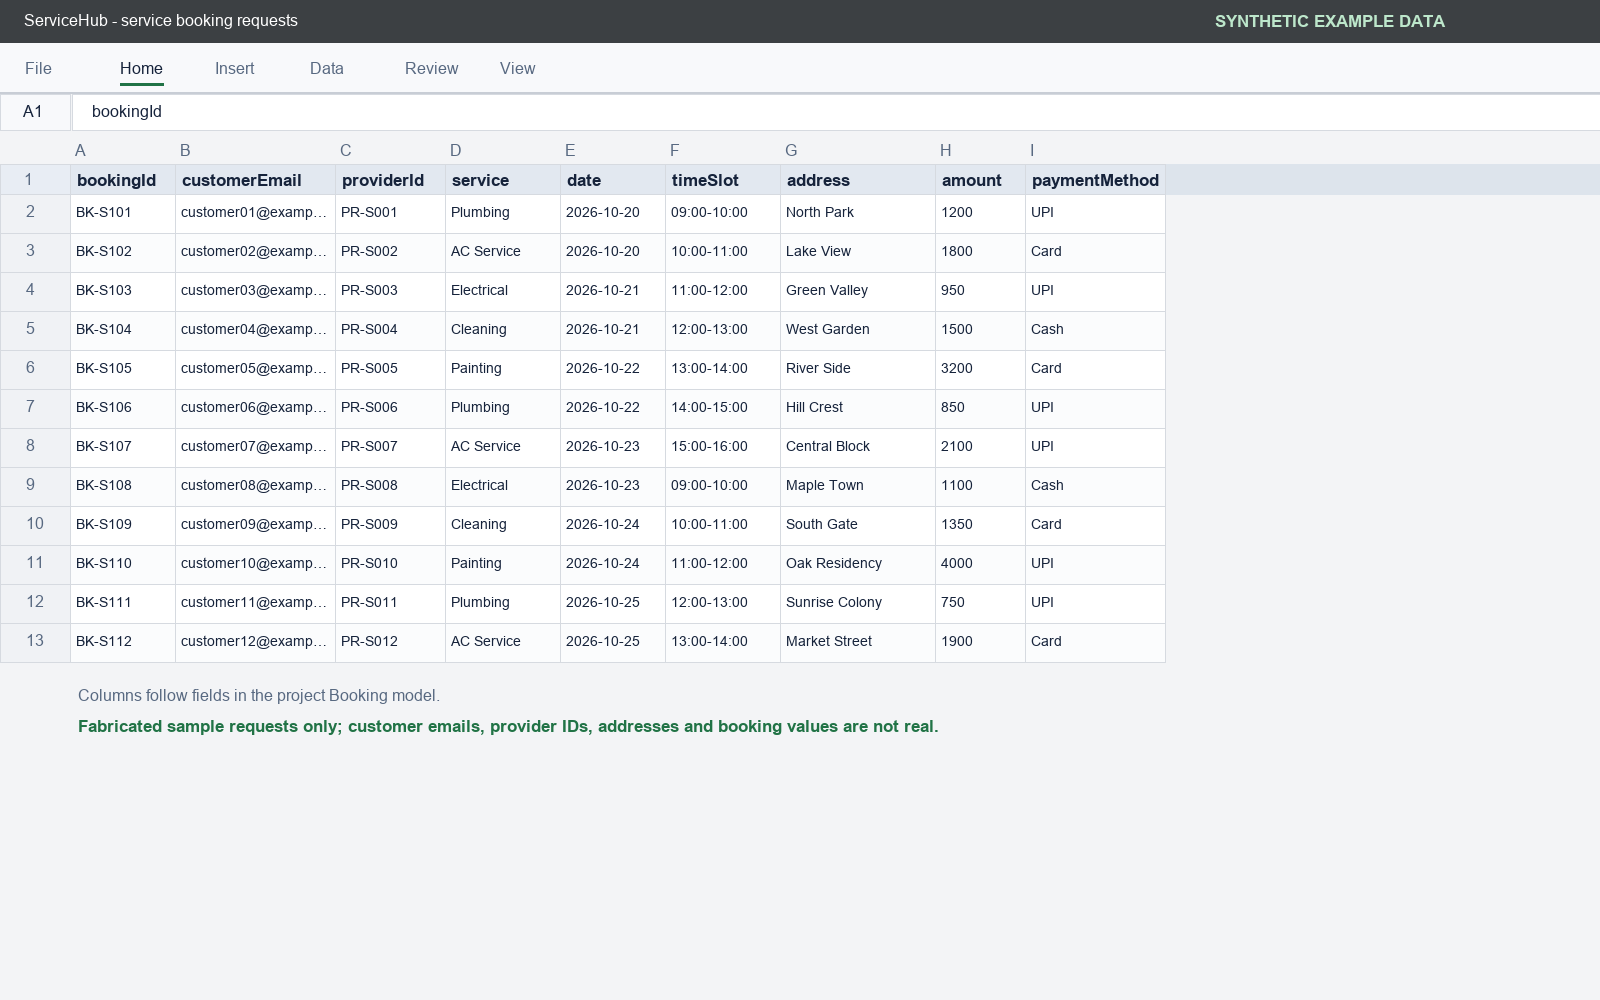 ServiceHub - service booking requests SYNTHETIC EXAMPLE DATA
File Home Insert Data Review View
A1 bookingId
A B C D E F G H I
1 bookingId customerEmail providerId service date timeSlot address amount paymentMethod
2 BK-S101 customer01@examp... PR-S001 Plumbing 2026-10-20 09:00-10:00 North Park 1200 UPI
3 BK-S102 customer02@examp... PR-S002 AC Service 2026-10-20 10:00-11:00 Lake View 1800 Card
4 BK-S103 customer03@examp... PR-S003 Electrical 2026-10-21 11:00-12:00 Green Valley 950 UPI
5 BK-S104 customer04@examp... PR-S004 Cleaning 2026-10-21 12:00-13:00 West Garden 1500 Cash
6 BK-S105 customer05@examp... PR-S005 Painting 2026-10-22 13:00-14:00 River Side 3200 Card
7 BK-S106 customer06@examp... PR-S006 Plumbing 2026-10-22 14:00-15:00 Hill Crest 850 UPI
8 BK-S107 customer07@examp... PR-S007 AC Service 2026-10-23 15:00-16:00 Central Block 2100 UPI
9 BK-S108 customer08@examp... PR-S008 Electrical 2026-10-23 09:00-10:00 Maple Town 1100 Cash
10 BK-S109 customer09@examp... PR-S009 Cleaning 2026-10-24 10:00-11:00 South Gate 1350 Card
11 BK-S110 customer10@examp... PR-S010 Painting 2026-10-24 11:00-12:00 Oak Residency 4000 UPI
12 BK-S111 customer11@examp... PR-S011 Plumbing 2026-10-25 12:00-13:00 Sunrise Colony 750 UPI
13 BK-S112 customer12@examp... PR-S012 AC Service 2026-10-25 13:00-14:00 Market Street 1900 Card
Columns follow fields in the project Booking model.
Fabricated sample requests only; customer emails, provider IDs, addresses and booking values are not real.